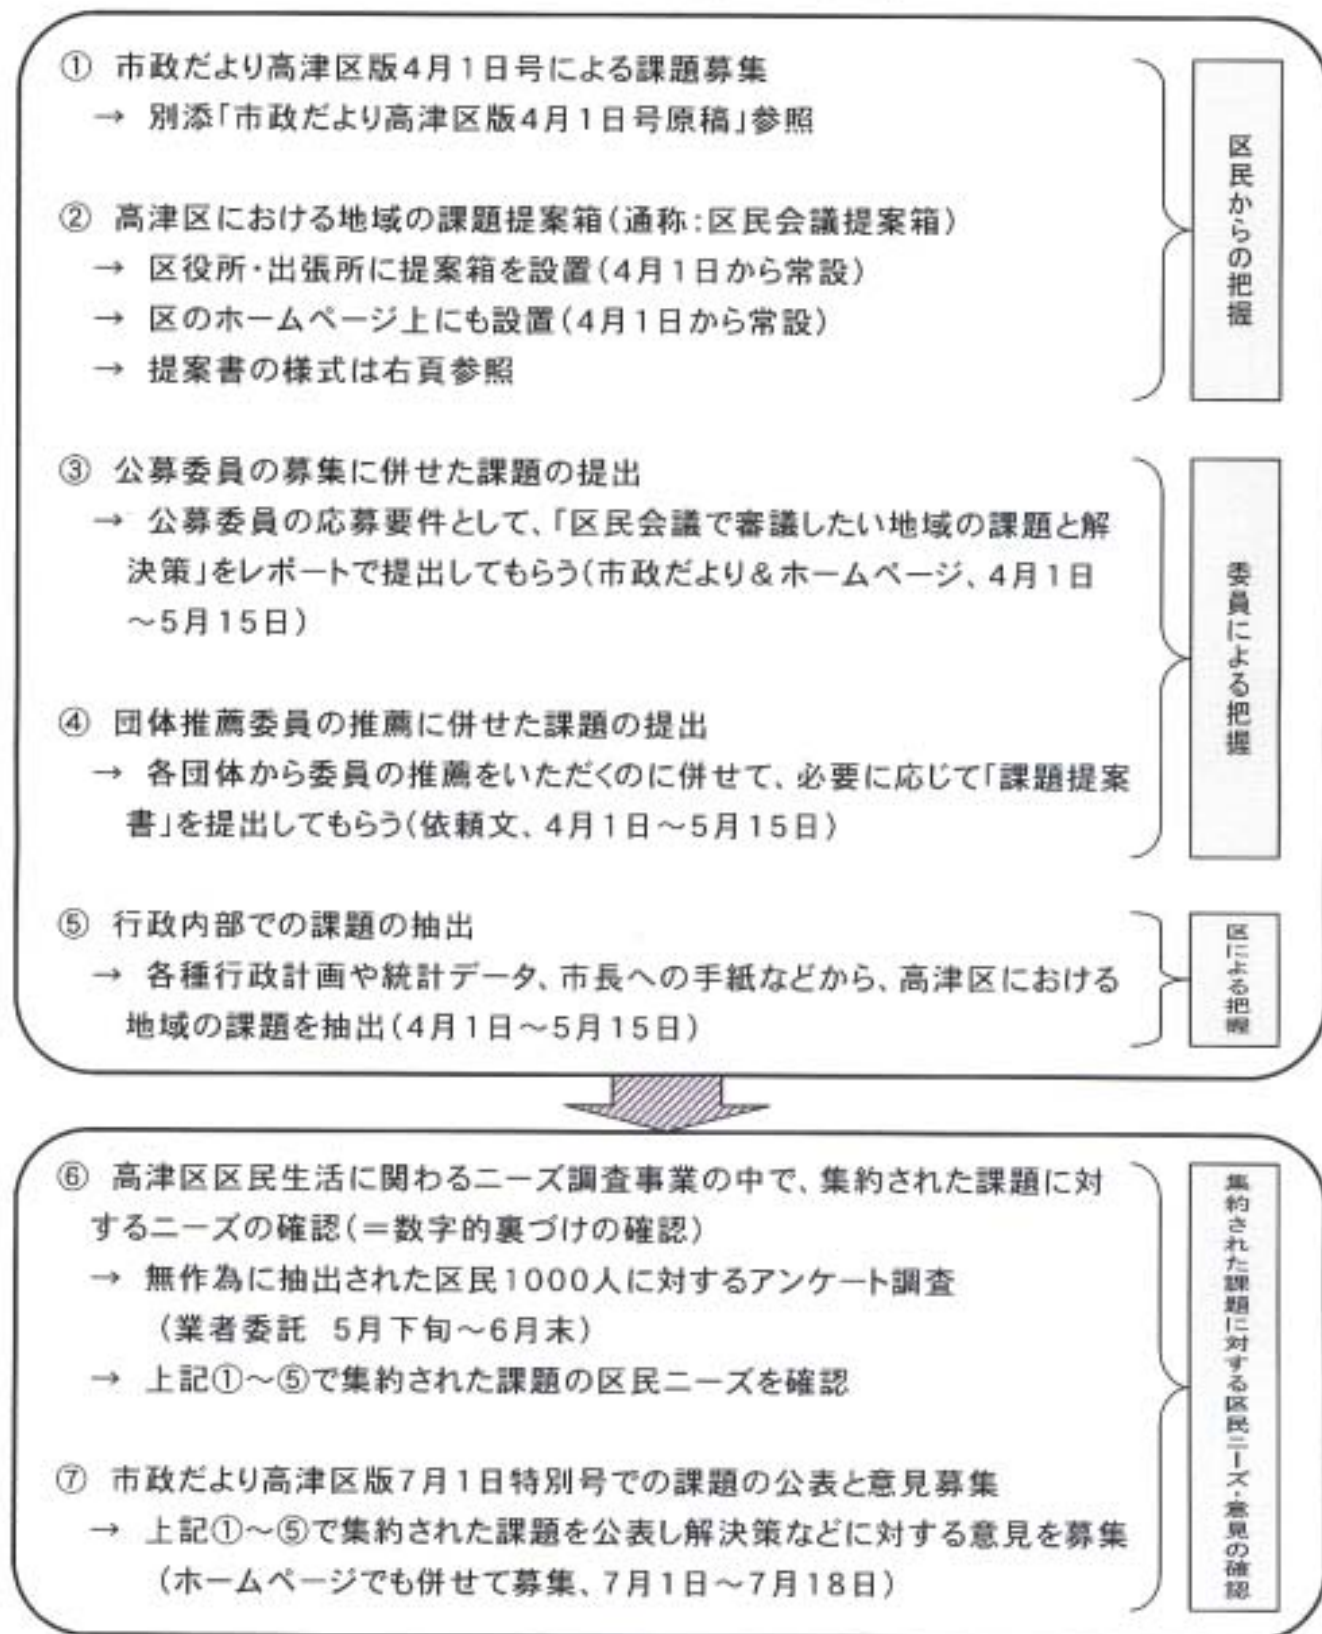 ① 市政だより高津区版4月1日号による課題募集
→ 別添「市政だより高津区版4月1日号原稿」参照
② 高津区における地域の課題提案箱(通称:区民会議提案箱)
→ 区役所・出張所に提案箱を設置(4月1日から常設)
→ 区のホームページ上にも設置(4月1日から常設)
→ 提案書の様式は右頁参照
区民からの把握
③ 公募委員の募集に併せた課題の提出
→ 公募委員の応募要件として、「区民会議で審議したい地域の課題と解
決策」をレポートで提出してもらう(市政だより&ホームページ、4月1日
~5月15日)
④ 団体推薦委員の推薦に併せた課題の提出
→ 各団体から委員の推薦をいただくのに併せて、必要に応じて「課題提案
書」を提出してもらう(依頼文、4月1日~5月15日)
委員による把握
⑤ 行政内部での課題の抽出
→ 各種行政計画や統計データ、市長への手紙などから、高津区における
地域の課題を抽出(4月1日~5月15日)
区による把握
⑥ 高津区区民生活に関わるニーズ調査事業の中で、集約された課題に対
するニーズの確認(=数字的裏づけの確認)
→ 無作為に抽出された区民1000人に対するアンケート調査
(業者委託 5月下旬~6月末)
→ 上記①~⑤で集約された課題の区民ニーズを確認
⑦ 市政だより高津区版7月1日特別号での課題の公表と意見募集
→ 上記①~⑤で集約された課題を公表し解決策などに対する意見を募集
(ホームページでも併せて募集、7月1日~7月18日)
集約された課題に対する区民ニーズ・意見の確認